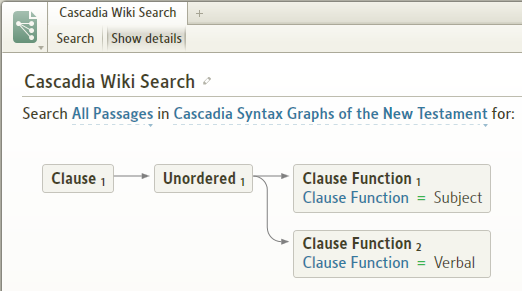 Cascadia Wiki Search +
Search Show details
Cascadia Wiki Search
Search All Passages in Cascadia Syntax Graphs of the New Testament for:
Clause 1
Unordered 1
Clause Function 1
Clause Function = Subject
Clause Function 2
Clause Function = Verbal